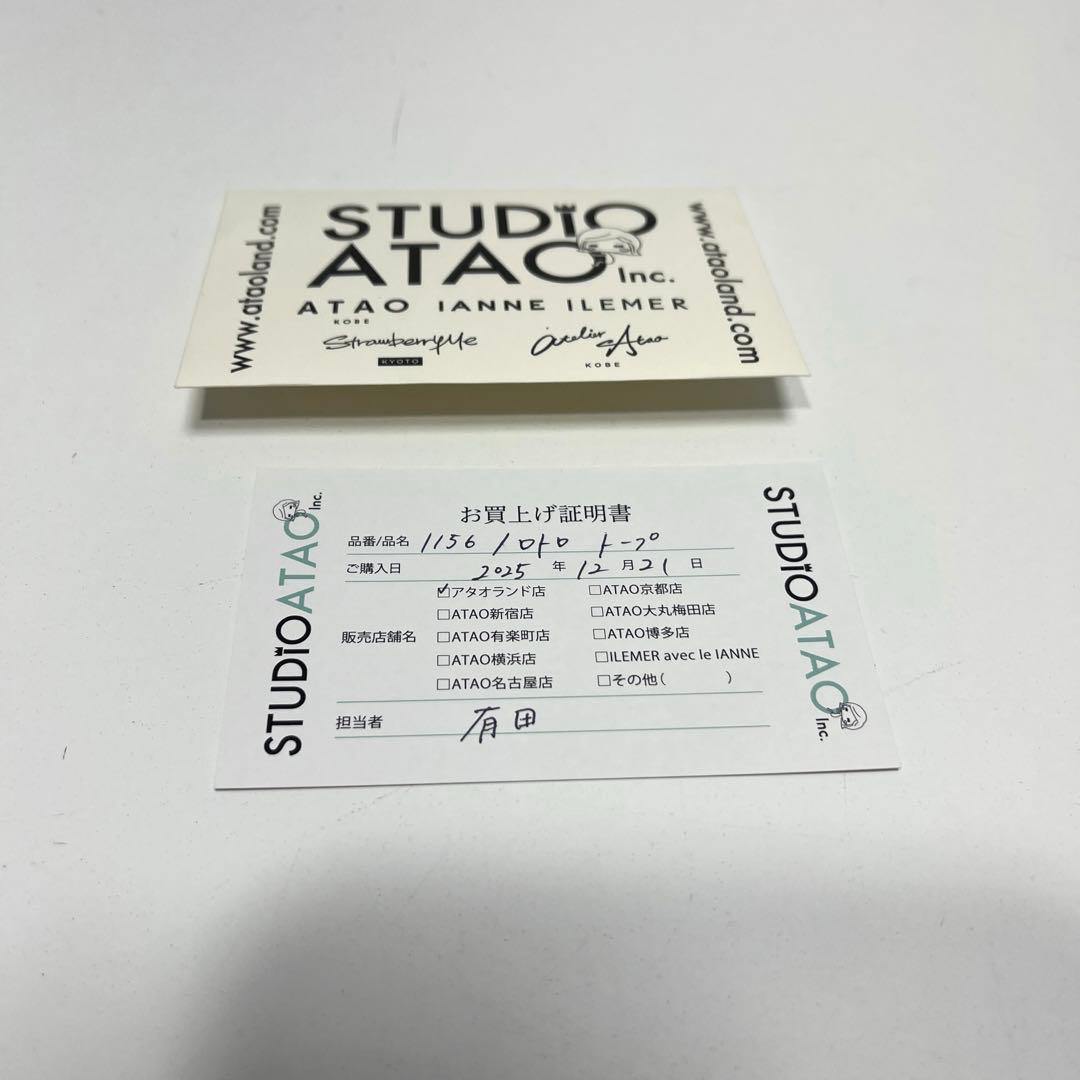 www.ataoland.com
STUDiO
ATAO Inc.
ATAO IANNE ILEMER
KOBE
StrawberryMe
KYOTO
atelier Atao
KOBE
www.ataoland.com
STUDiOATAO Inc.
お買上げ証明書
品番/品名 1156 ノロトロ トープ
ご購入日 2025 年 12 月 21 日
販売店舗名
☑アタオランド店 □ATAO京都店
□ATAO新宿店 □ATAO大丸梅田店
□ATAO有楽町店 □ATAO博多店
□ATAO横浜店 □ILEMER avec le IANNE
□ATAO名古屋店 □その他( )
担当者 有田
STUDiOATAO Inc.